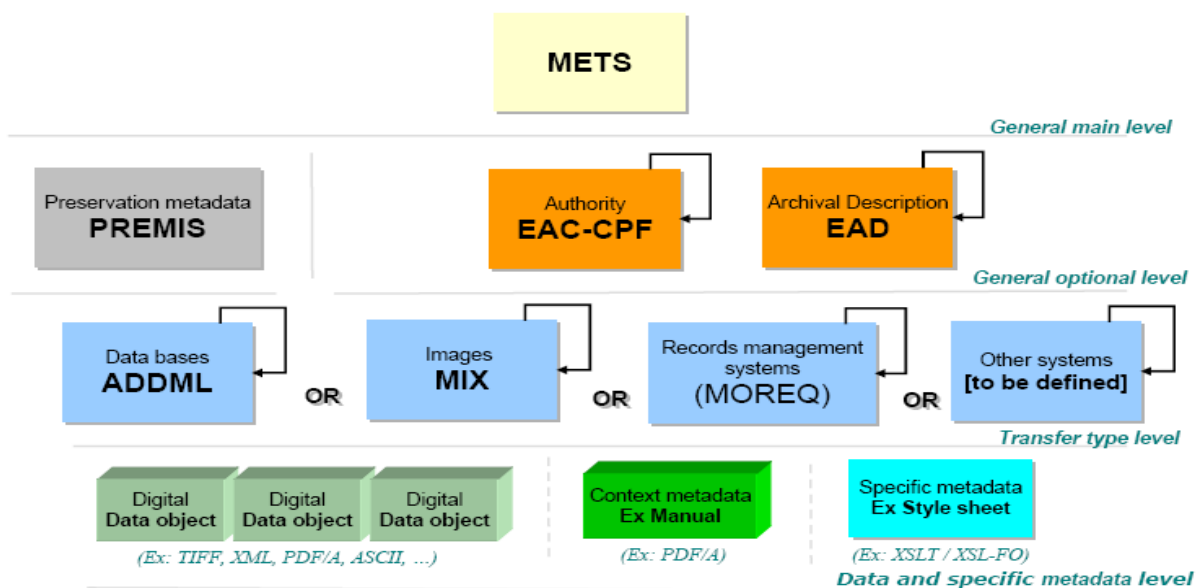 METS
General main level
Preservation metadata
PREMIS
Authority
EAC-CPF
Archival Description
EAD
General optional level
Data bases
ADDML
OR
Images
MIX
OR
Records management
systems
(MOREQ)
OR
Other systems
[to be defined]
Transfer type level
Digital
Data object
Digital
Data object
Digital
Data object
(Ex: TIFF, XML, PDF/A, ASCII, ...)
Context metadata
Ex Manual
(Ex: PDF/A)
Specific metadata
Ex Style sheet
(Ex: XSLT / XSL-FO)
Data and specific metadata level